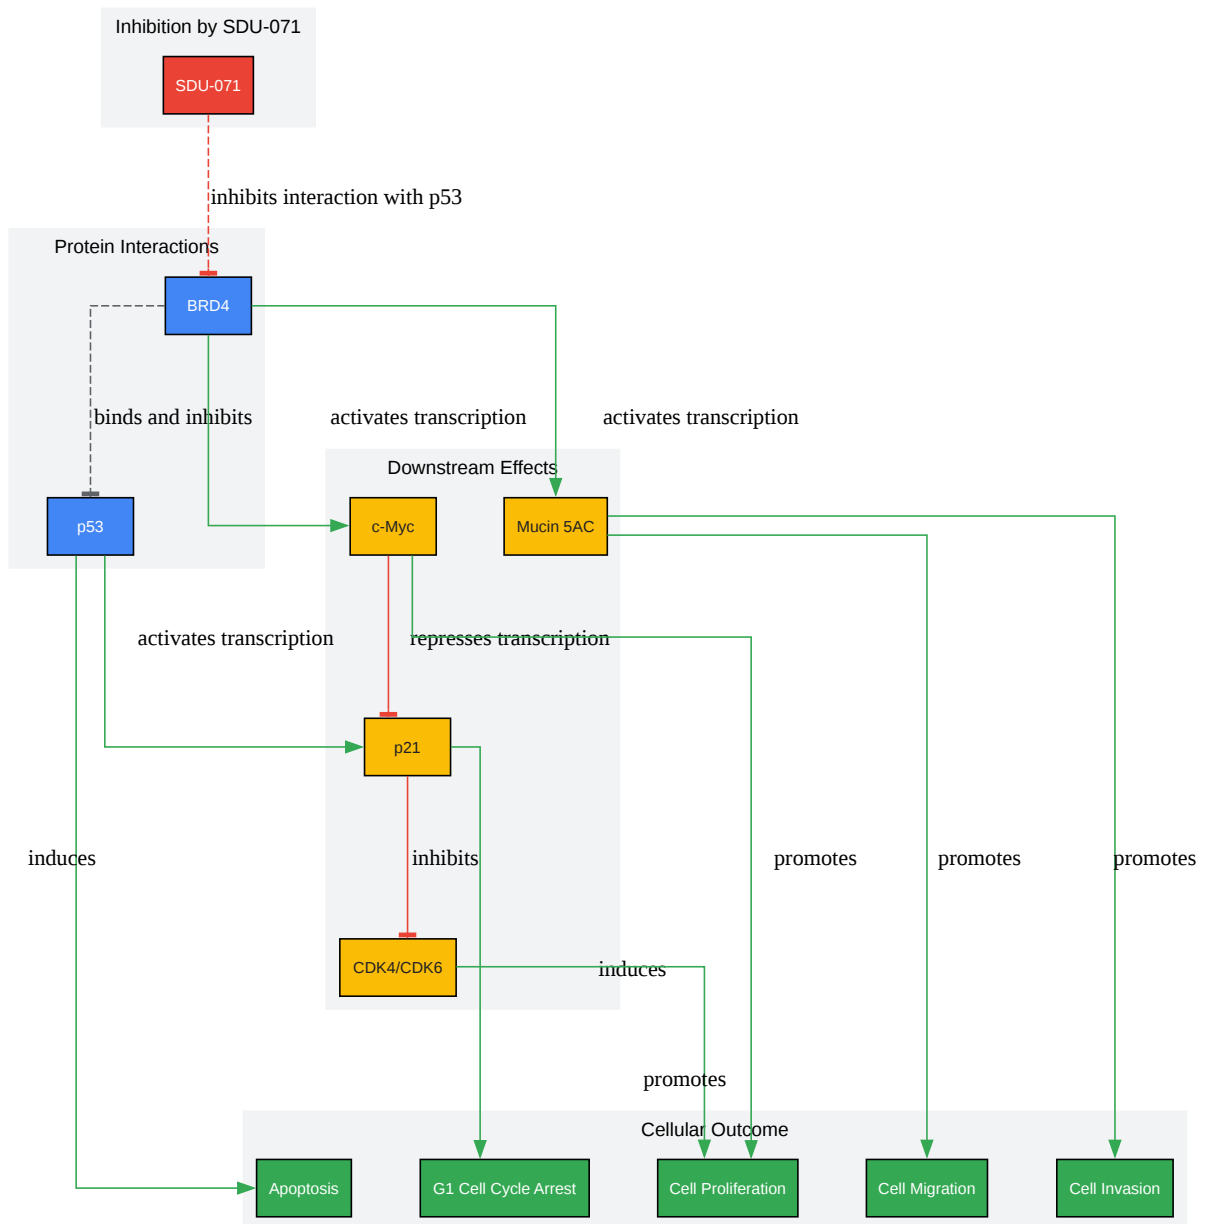 Inhibition by SDU-071
SDU-071
inhibits interaction with p53
Protein Interactions
BRD4
binds and inhibits
activates transcription
activates transcription
Downstream Effects
p53
c-Myc
Mucin 5AC
activates transcription
represses transcription
p21
induces
inhibits
promotes
promotes
promotes
CDK4/CDK6
induces
promotes
Cellular Outcome
Apoptosis
G1 Cell Cycle Arrest
Cell Proliferation
Cell Migration
Cell Invasion